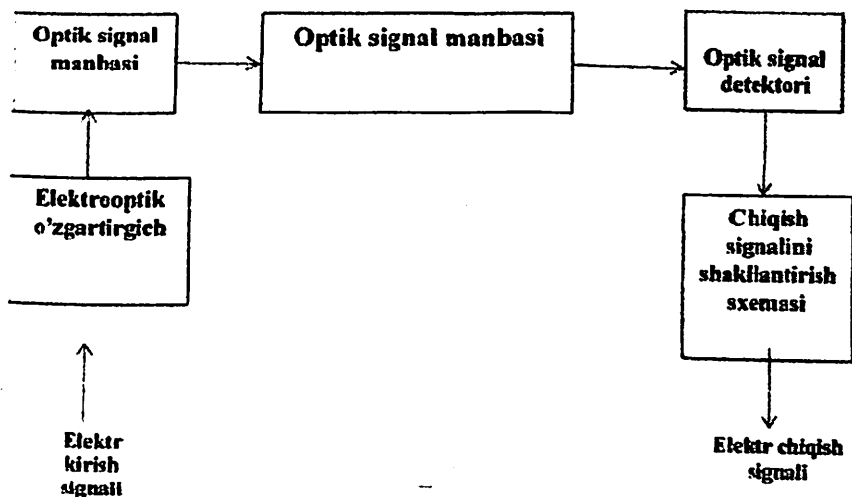 Optik signal
manbasi
Optik signal manbasi
Optik signal
detektori
Elektrooptik
o'zgartirgich
Chiqish
signalini
shakllantirish
sxemasi
Elektr
kirish
signali
Elektr chiqish
signali